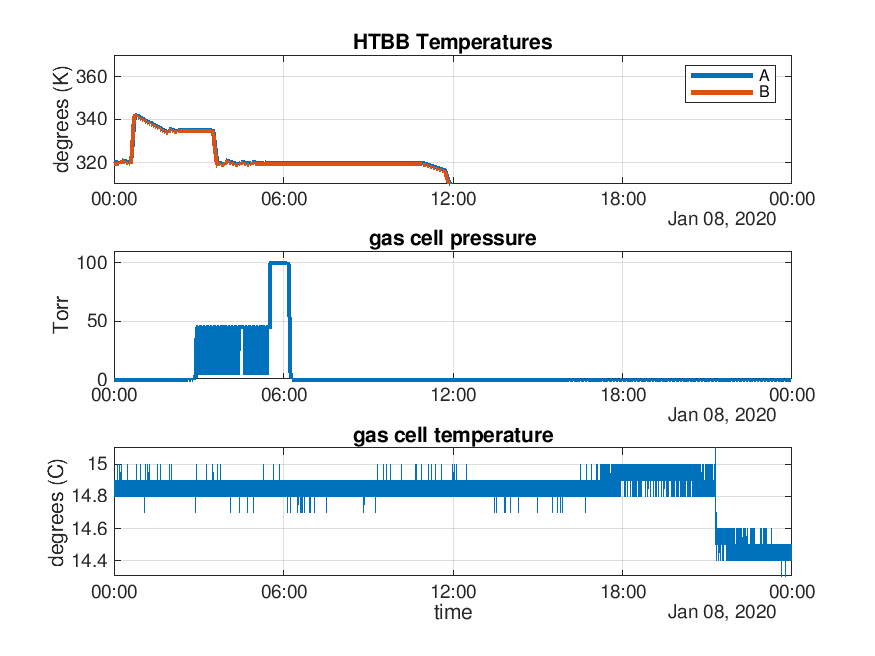 HTBB Temperatures
degrees (K)
360
340
320
A
B
00:00 06:00 12:00 18:00 00:00
Jan 08, 2020
gas cell pressure
Torr
100
50
0
00:00 06:00 12:00 18:00 00:00
Jan 08, 2020
gas cell temperature
degrees (C)
15
14.8
14.6
14.4
00:00 06:00 12:00 18:00 00:00
time
Jan 08, 2020